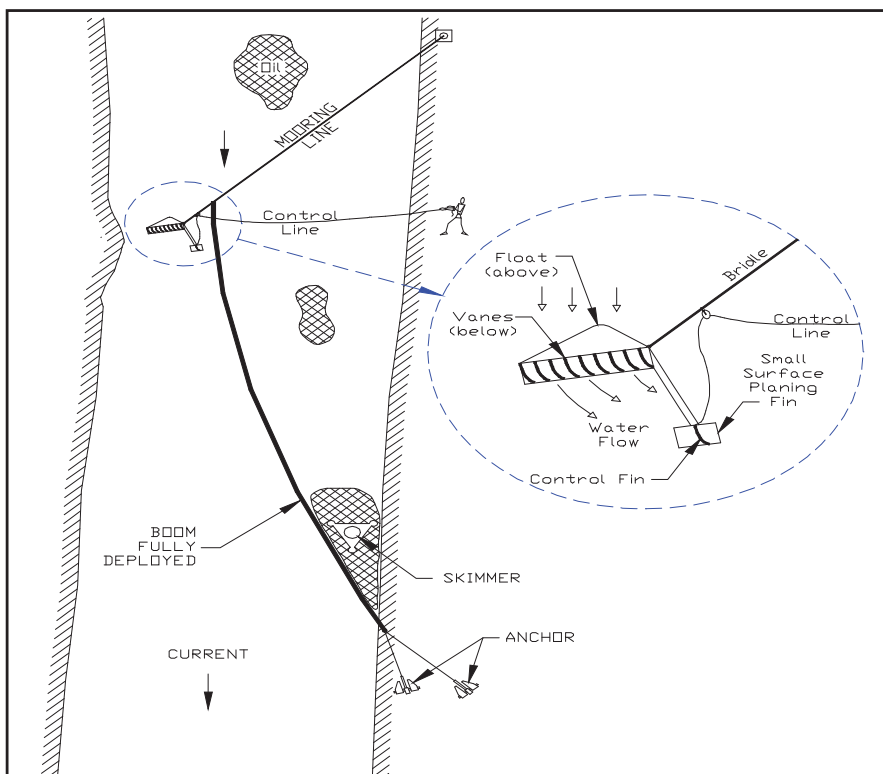 Oil
MOORING
LINE
Control
Line
Float
(above)
Bridle
Vanes
(below)
Control
Line
Small
Surface
Planing
Fin
Water
Flow
Control Fin
BOOM
FULLY
DEPLOYED
SKIMMER
ANCHOR
CURRENT